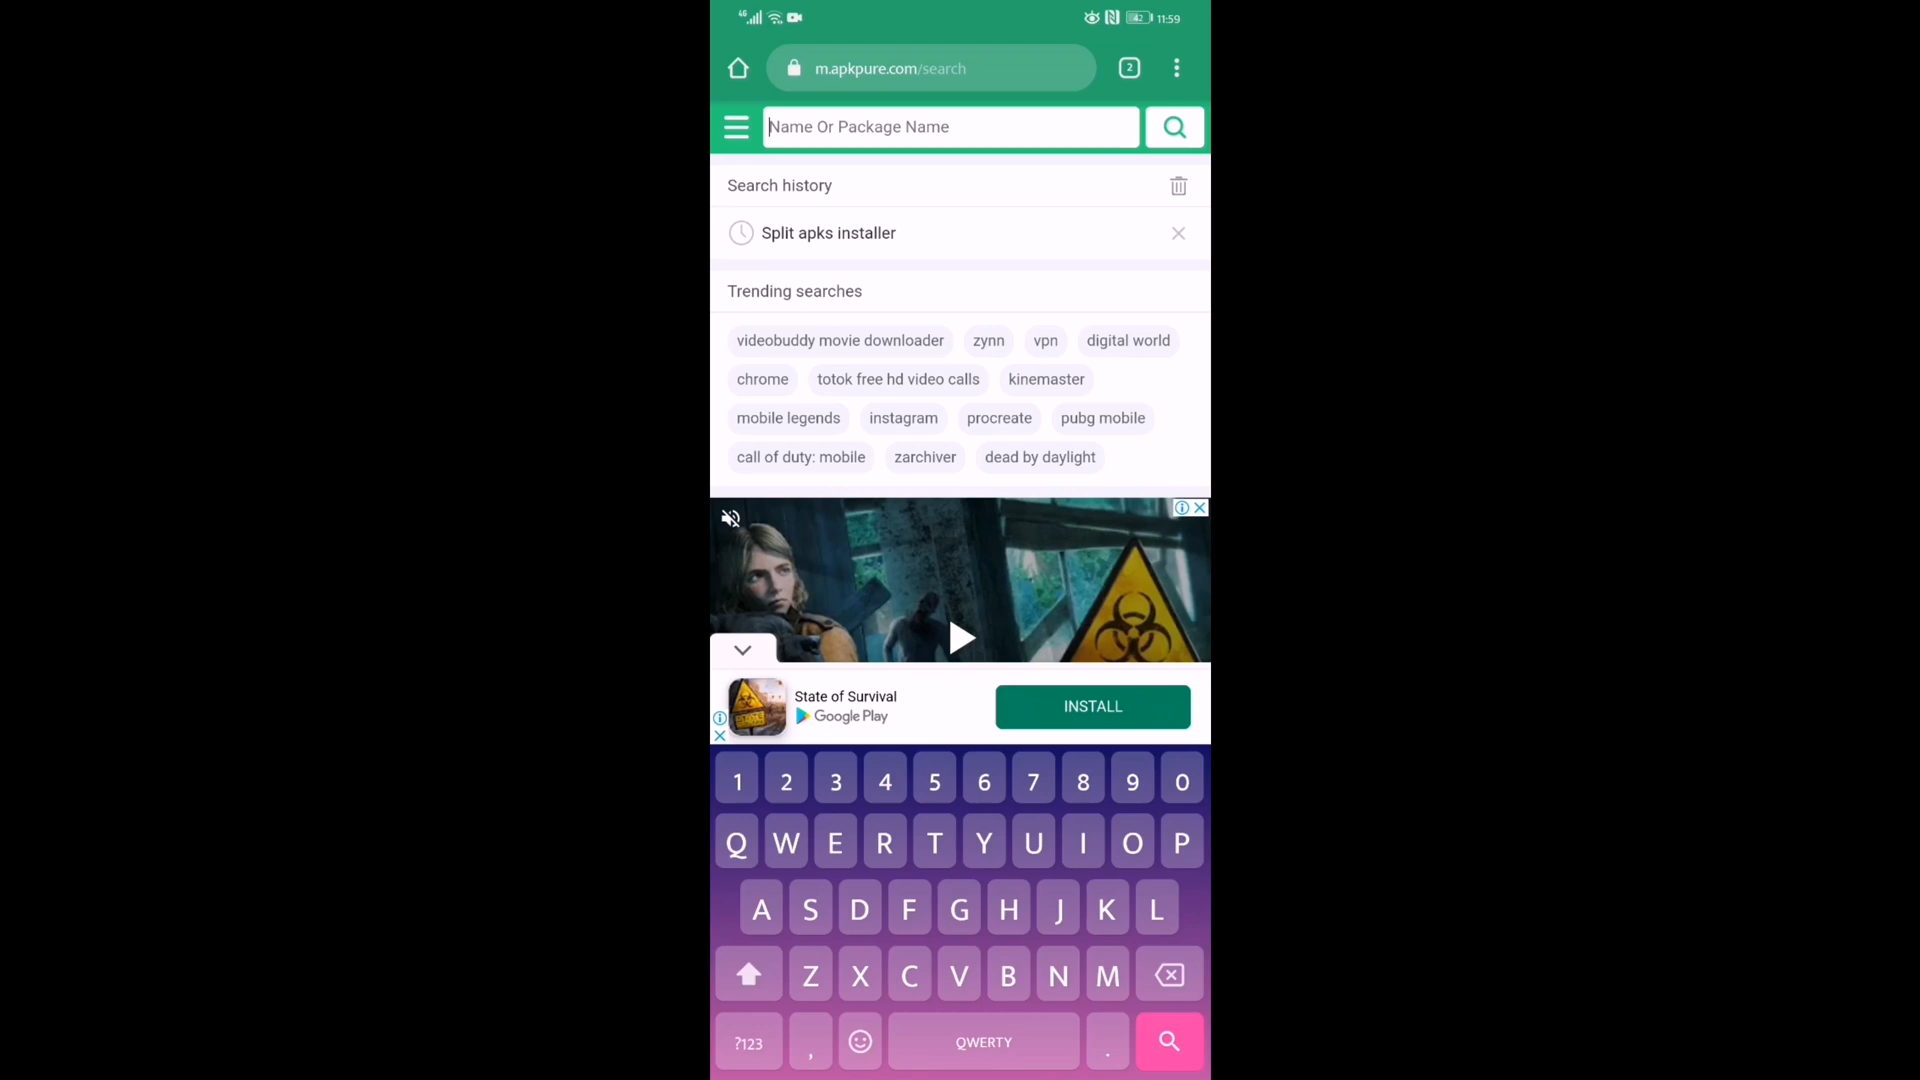 4G 42 11:59
m.apkpure.com/search 2
Name Or Package Name
Search history
Split apks installer
Trending searches
videobuddy movie downloader zynn vpn digital world
chrome totok free hd video calls kinemaster
mobile legends instagram procreate pubg mobile
call of duty: mobile zarchiver dead by daylight
State of Survival
Google Play
INSTALL
1 2 3 4 5 6 7 8 9 0
Q W E R T Y U I O P
A S D F G H J K L
Z X C V B N M
?123 , QWERTY .